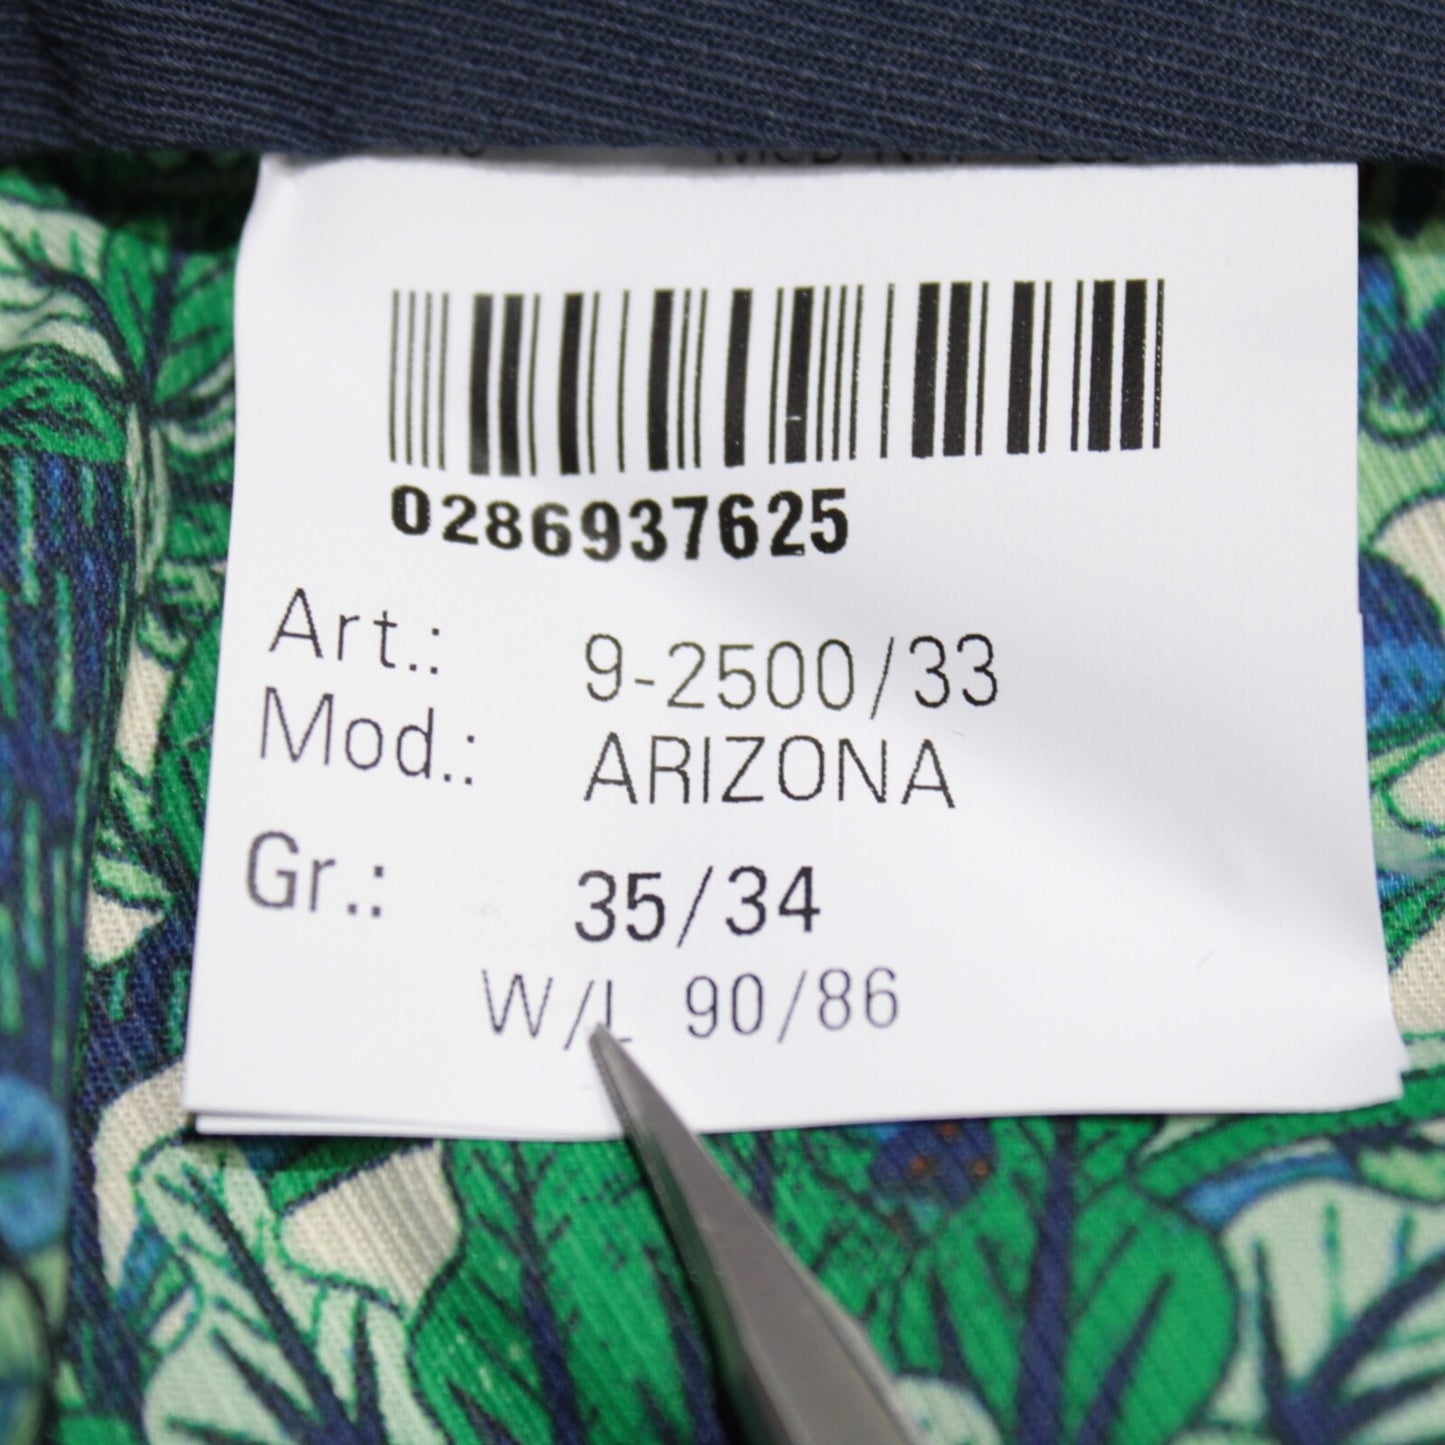 0286937625
Art.: 9-2500/33
Mod.: ARIZONA
Gr.: 35/34
W/L 90/86